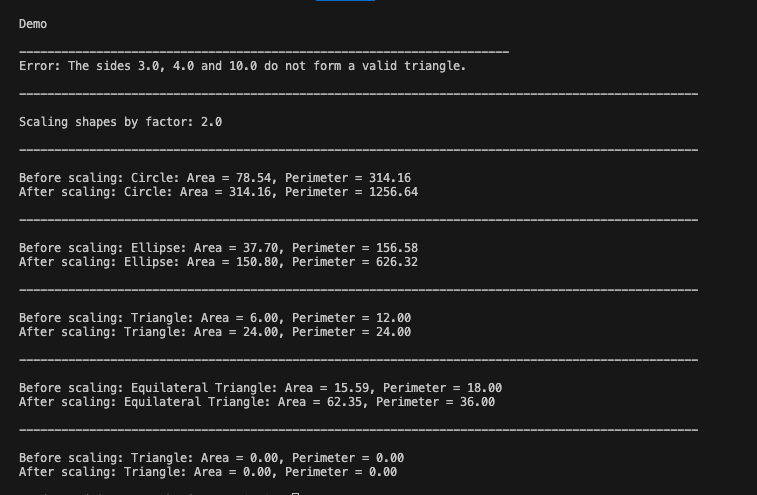 Demo
----------------------------------------------------------------------
Error: The sides 3.0, 4.0 and 10.0 do not form a valid triangle.
-------------------------------------------------------------------------------------------------
Scaling shapes by factor: 2.0
-------------------------------------------------------------------------------------------------
Before scaling: Circle: Area = 78.54, Perimeter = 314.16
After scaling: Circle: Area = 314.16, Perimeter = 1256.64
-------------------------------------------------------------------------------------------------
Before scaling: Ellipse: Area = 37.70, Perimeter = 156.58
After scaling: Ellipse: Area = 150.80, Perimeter = 626.32
-------------------------------------------------------------------------------------------------
Before scaling: Triangle: Area = 6.00, Perimeter = 12.00
After scaling: Triangle: Area = 24.00, Perimeter = 24.00
-------------------------------------------------------------------------------------------------
Before scaling: Equilateral Triangle: Area = 15.59, Perimeter = 18.00
After scaling: Equilateral Triangle: Area = 62.35, Perimeter = 36.00
-------------------------------------------------------------------------------------------------
Before scaling: Triangle: Area = 0.00, Perimeter = 0.00
After scaling: Triangle: Area = 0.00, Perimeter = 0.00